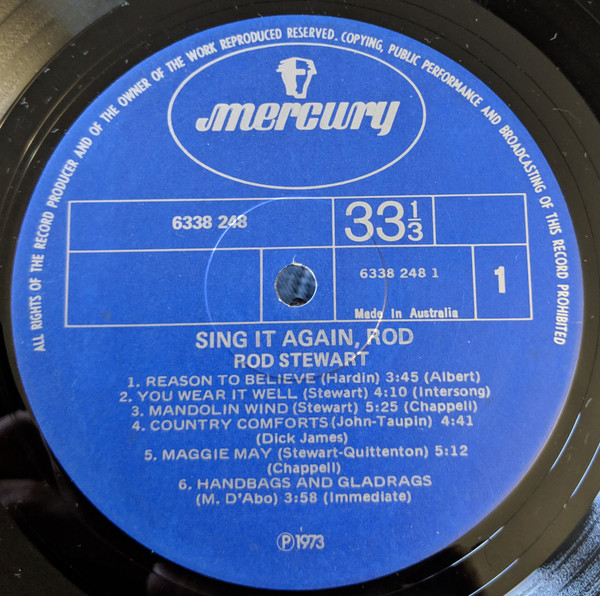 ALL RIGHTS OF THE RECORD PRODUCER AND OF THE OWNER OF THE WORK REPRODUCED RESERVED. COPYING, PUBLIC PERFORMANCE AND BROADCASTING OF THIS RECORD PROHIBITED
mercury
6338 248
33 1/3
6338 248 1
1
Made in Australia
SING IT AGAIN, ROD
ROD STEWART
1. REASON TO BELIEVE (Hardin) 3:45 (Albert)
2. YOU WEAR IT WELL (Stewart) 4:10 (Intersong)
3. MANDOLIN WIND (Stewart) 5:25 (Chappell)
4. COUNTRY COMFORTS (John-Taupin) 4:41
(Dick James)
5. MAGGIE MAY (Stewart-Quittenton) 5:12
(Chappell)
6. HANDBAGS AND GLADRAGS
(M. D'Abo) 3:58 (Immediate)
Ⓟ1973